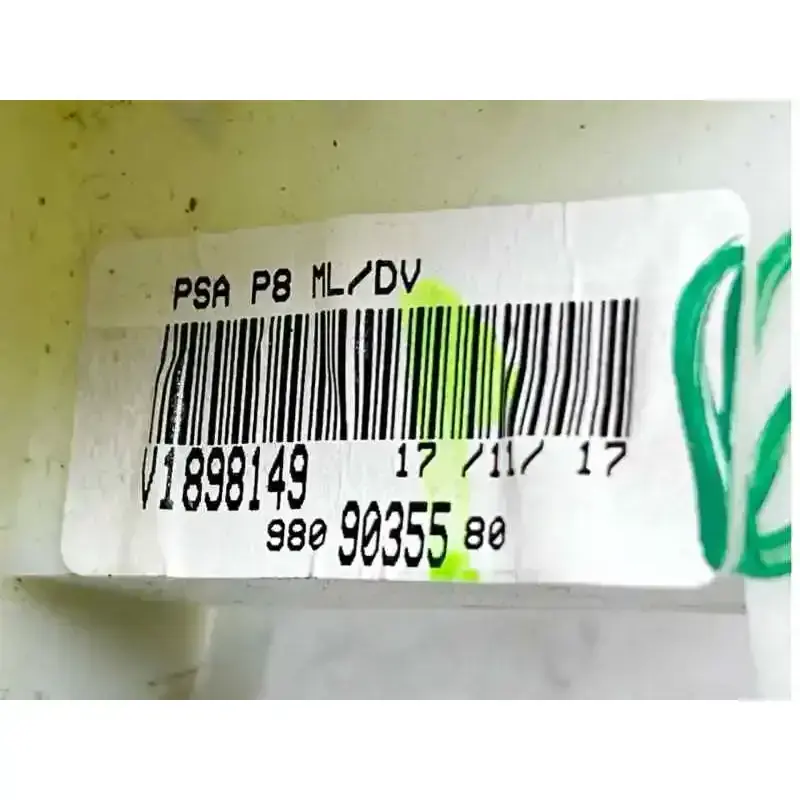 PSA P8 ML/DV
V1898149 17 /11/ 17
980 90355 80